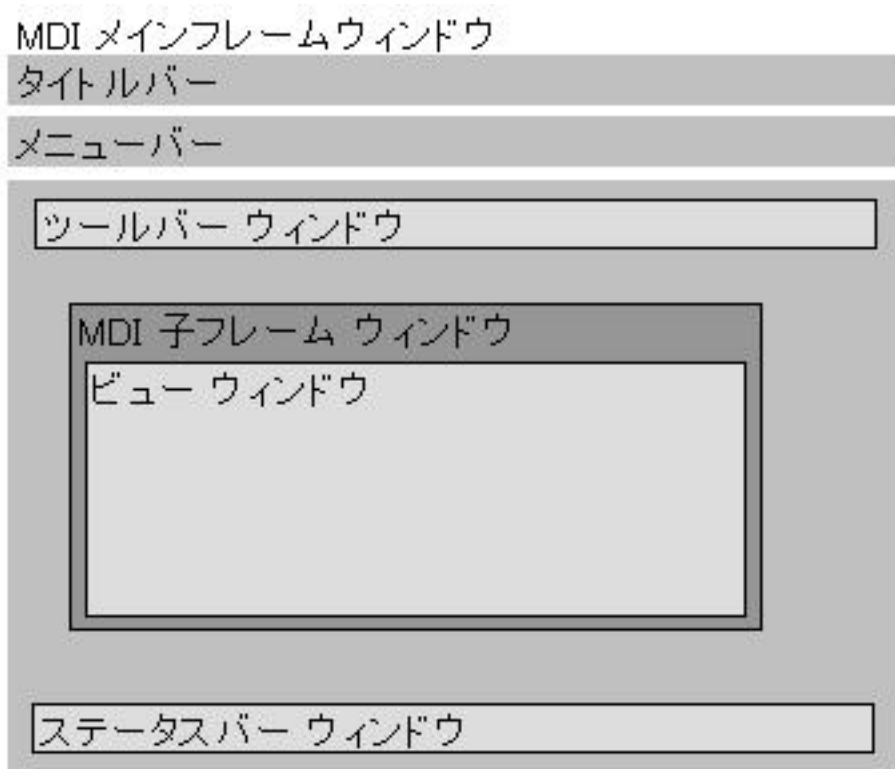 MDI メインフレームウィンドウ
タイトルバー
メニューバー
ツールバー ウィンドウ
MDI 子フレーム ウィンドウ
ビュー ウィンドウ
ステータスバー ウィンドウ